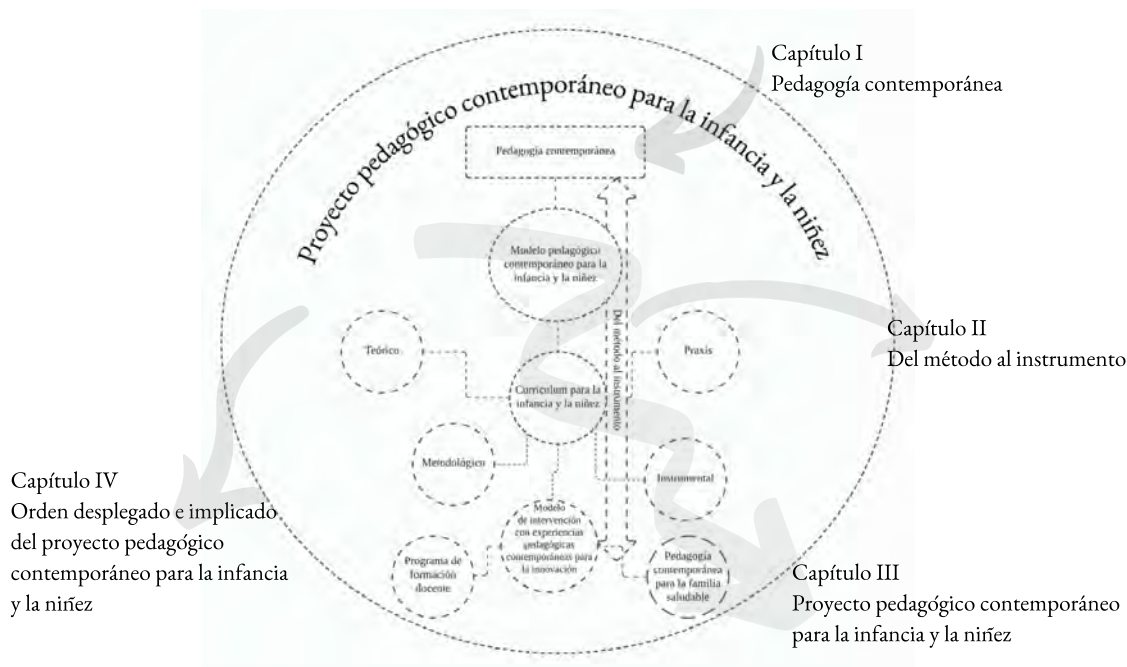 Capítulo I
Pedagogía contemporánea
Proyecto pedagógico contemporáneo para la infancia y la niñez
Pedagogía contemporánea
Modelo pedagógico
contemporáneo para la
infancia y la niñez
Capítulo II
Del método al instrumento
Del método al instrumento
Teórico
Praxis
Curriculum para la
infancia y la niñez
Metodológico
Instrumental
Capítulo IV
Orden desplegado e implicado
del proyecto pedagógico
contemporáneo para la infancia
y la niñez
Modelo
de intervención
con experiencias
pedagógicas
contemporáneas para
la innovación
Programa de
formación
docente
Pedagogía
contemporánea
para la familia
saludable
Capítulo III
Proyecto pedagógico contemporáneo
para la infancia y la niñez